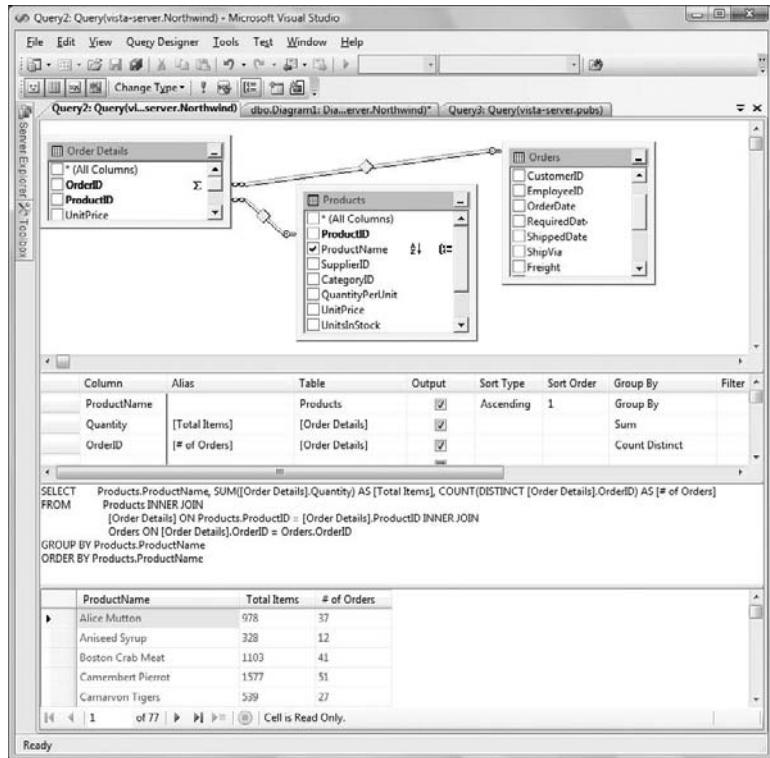 Query2: Query(vista-server.Northwind) - Microsoft Visual Studio
File Edit View Query Designer Tools Test Window Help
Change Type
Query2: Query(vi...server.Northwind) dbo.Diagram1: Dia...erver.Northwind)* Query3: Query(vista-server.pubs)
Server Explorer
Toolbox
Order Details
* (All Columns)
OrderID
ProductID
UnitPrice
Products
* (All Columns)
ProductID
ProductName
SupplierID
CategoryID
QuantityPerUnit
UnitPrice
UnitsInStock
Orders
CustomerID
EmployeeID
OrderDate
RequiredDat
ShippedDate
ShipVia
Freight
Column Alias Table Output Sort Type Sort Order Group By Filter
ProductName Products Ascending 1 Group By
Quantity [Total Items] [Order Details] Sum
OrderID [# of Orders] [Order Details] Count Distinct
SELECT Products.ProductName, SUM([Order Details].Quantity) AS [Total Items], COUNT(DISTINCT [Order Details].OrderID) AS [# of Orders]
FROM Products INNER JOIN
[Order Details] ON Products.ProductID = [Order Details].ProductID INNER JOIN
Orders ON [Order Details].OrderID = Orders.OrderID
GROUP BY Products.ProductName
ORDER BY Products.ProductName
ProductName Total Items # of Orders
Alice Mutton 978 37
Aniseed Syrup 328 12
Boston Crab Meat 1103 41
Camembert Pierrot 1577 51
Carnarvon Tigers 539 27
1 of 77 Cell is Read Only.
Ready